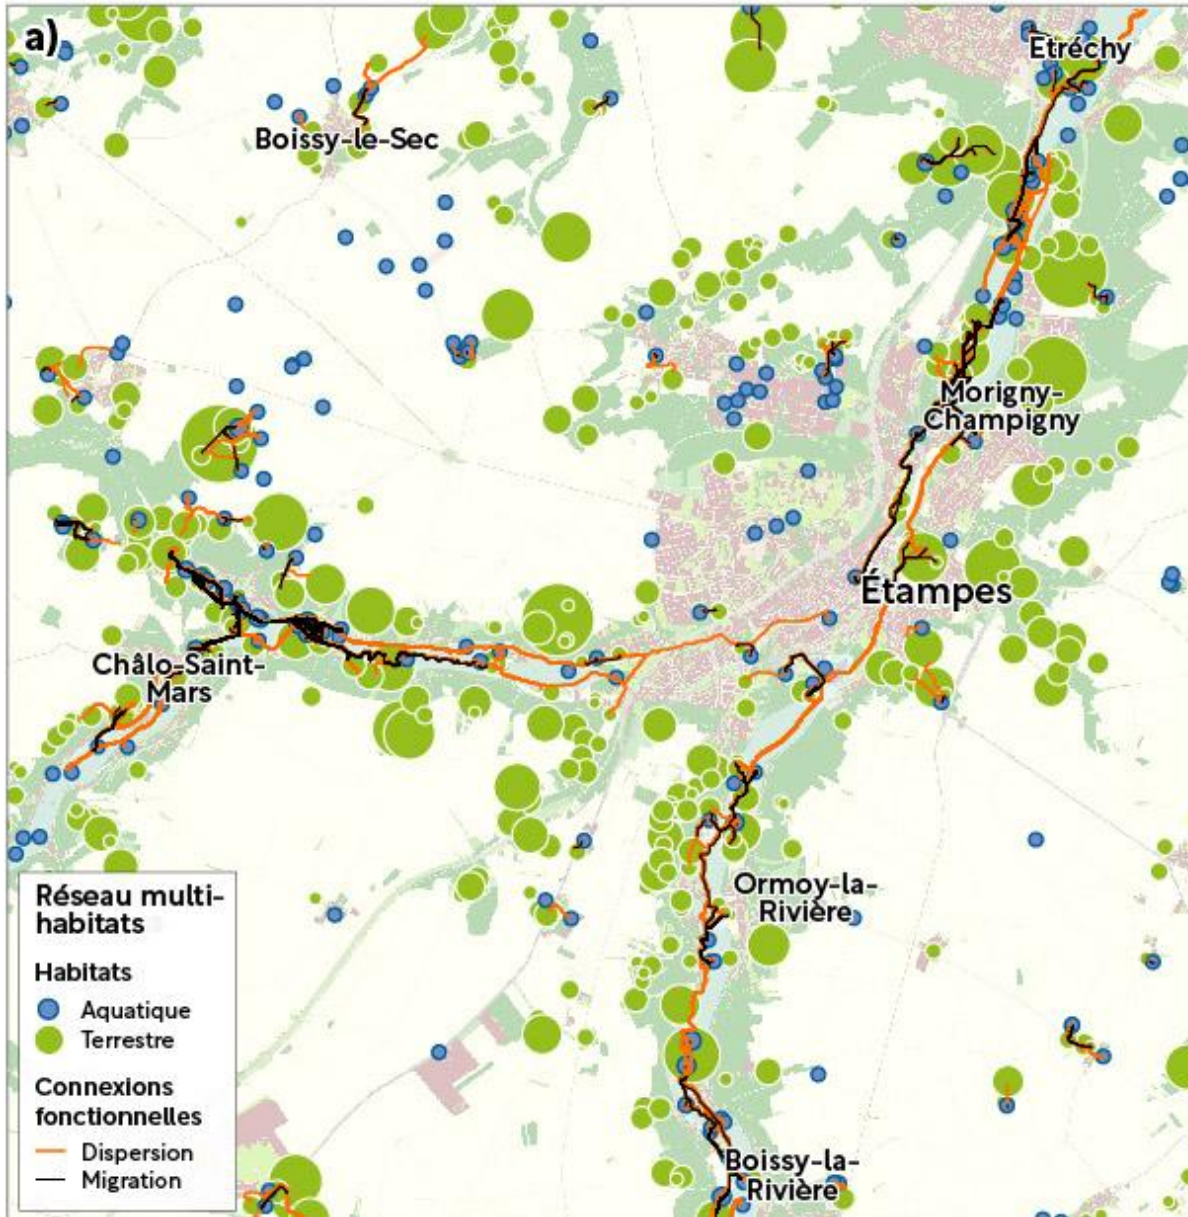 a)
Etréchy
Boissy-le-Sec
Morigny-
Champigny
Étampes
Châlo-Saint-
Mars
Ormoy-la-
Rivière
Boissy-la-
Rivière
Réseau multi-
habitats
Habitats
Aquatique
Terrestre
Connexions
fonctionnelles
Dispersion
Migration